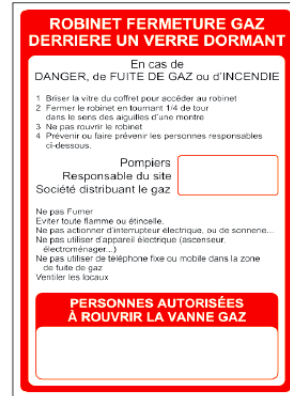 ROBINET FERMETURE GAZ
DERRIERE UN VERRE DORMANT
En cas de
DANGER, de FUITE DE GAZ ou d'INCENDIE
1 Briser la vitre du coffret pour accéder au robinet
2 Fermer le robinet en tournant 1/4 de tour
dans le sens des aiguilles d'une montre
3 Ne pas rouvrir le robinet
4 Prévenir ou faire prévenir les personnes responsables
ci-dessous.
Pompiers
Responsable du site
Société distribuant le gaz
Ne pas Fumer
Eviter toute flamme ou étincelle.
Ne pas actionner d'interrupteur électrique, ou de sonnerie...
Ne pas utiliser d'appareil électrique (ascenseur,
électroménager...)
Ne pas utiliser de téléphone fixe ou mobile dans la zone
de fuite de gaz
Ventiler les locaux
PERSONNES AUTORISÉES
À ROUVRIR LA VANNE GAZ